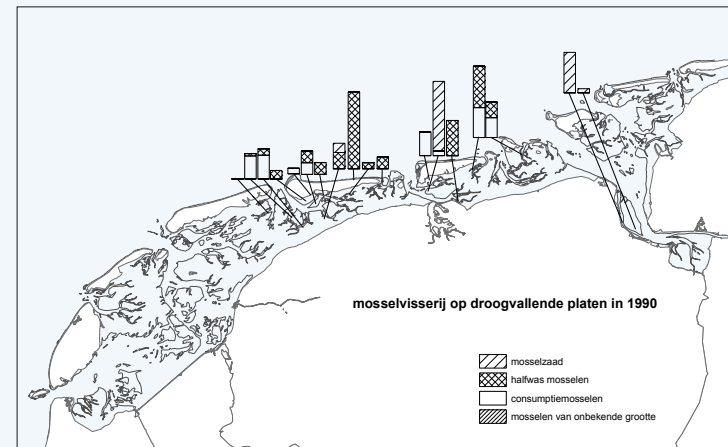 mosselvisserij op droogvallende platen in 1990
mosselzaad
halfwas mosselen
consumptiemosselen
mosselen van onbekende grootte